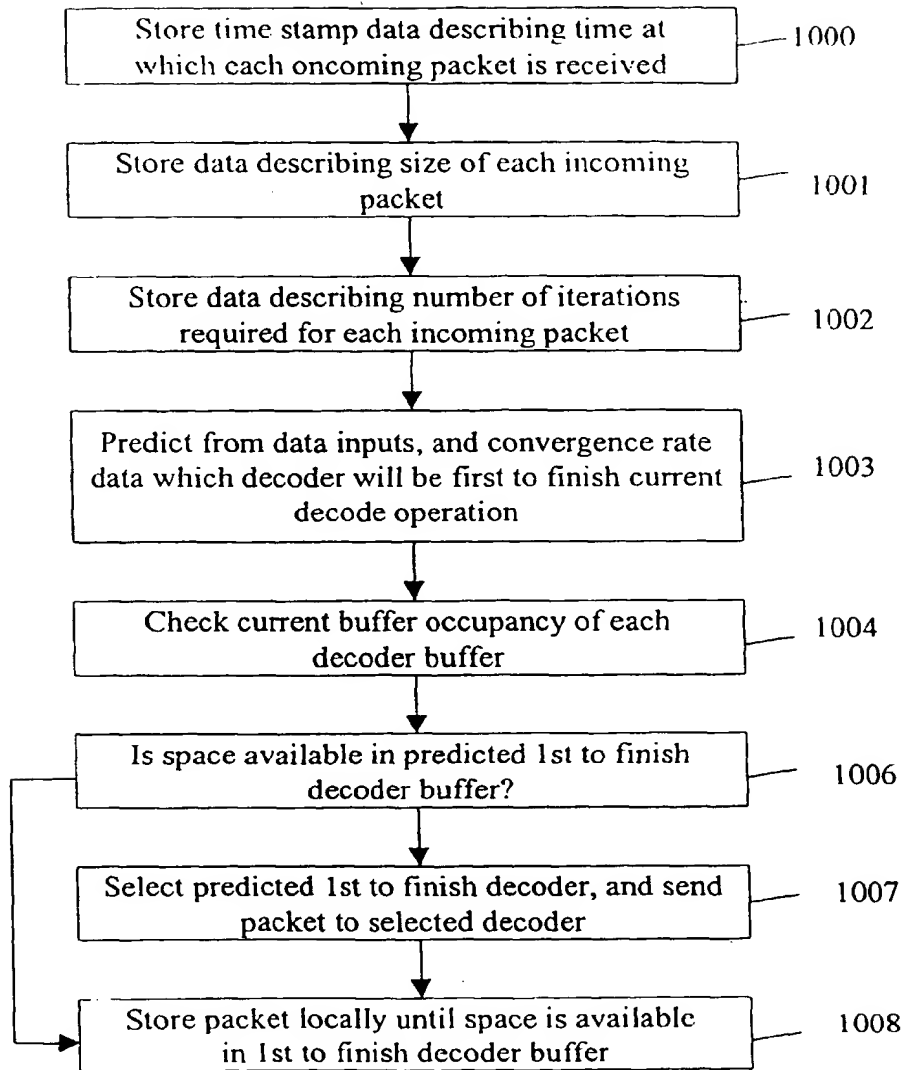 Store time stamp data describing time at
which each oncoming packet is received
1000
Store data describing size of each incoming
packet
1001
Store data describing number of iterations
required for each incoming packet
1002
Predict from data inputs, and convergence rate
data which decoder will be first to finish current
decode operation
1003
Check current buffer occupancy of each
decoder buffer
1004
Is space available in predicted 1st to finish
decoder buffer?
1006
Select predicted 1st to finish decoder, and send
packet to selected decoder
1007
Store packet locally until space is available
in 1st to finish decoder buffer
1008